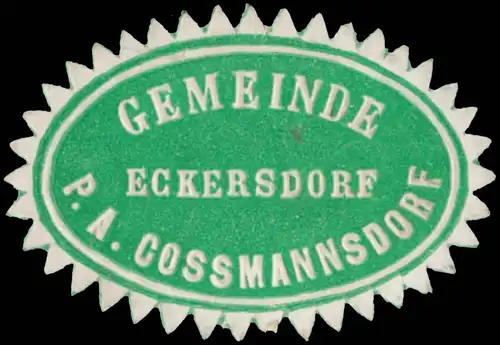 GEMEINDE
ECKERSDORF
P. A. COSSMANNSDORF